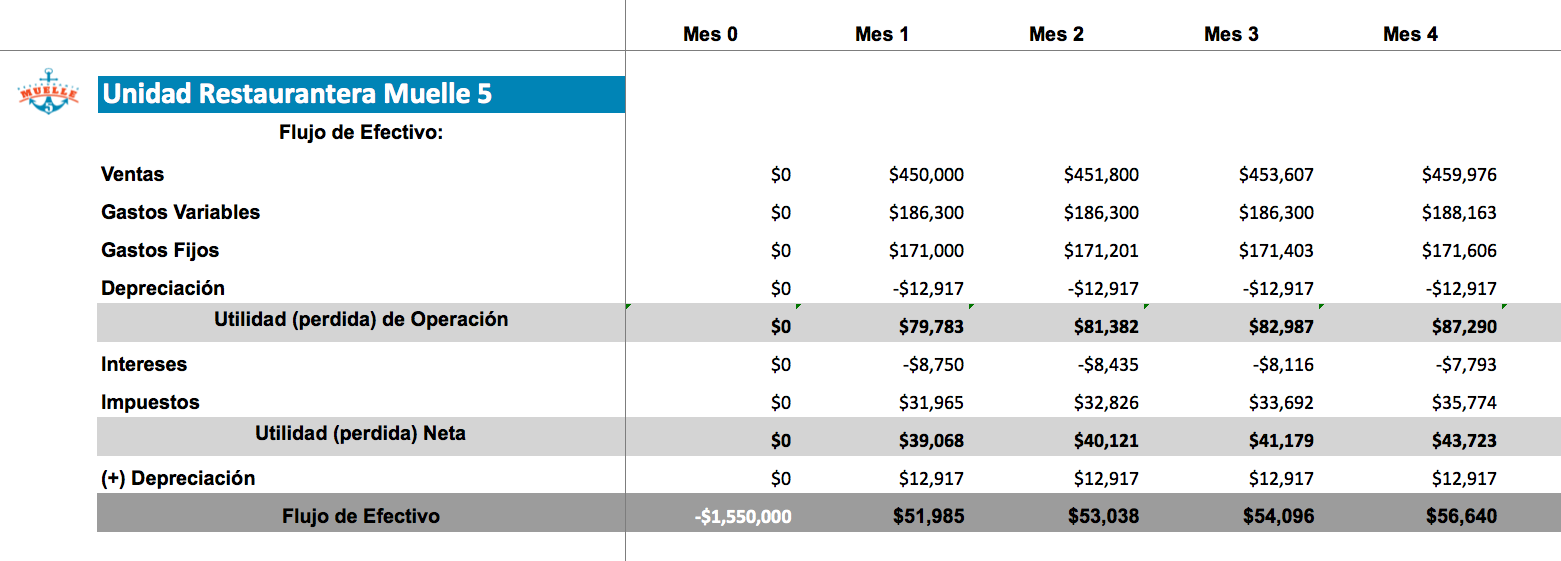 Mes 0 Mes 1 Mes 2 Mes 3 Mes 4
MUELLE 5 Unidad Restaurantera Muelle 5
Flujo de Efectivo:
Ventas $0 $450,000 $451,800 $453,607 $459,976
Gastos Variables $0 $186,300 $186,300 $186,300 $188,163
Gastos Fijos $0 $171,000 $171,201 $171,403 $171,606
Depreciación $0 -$12,917 -$12,917 -$12,917 -$12,917
Utilidad (perdida) de Operación $0 $79,783 $81,382 $82,987 $87,290
Intereses $0 -$8,750 -$8,435 -$8,116 -$7,793
Impuestos $0 $31,965 $32,826 $33,692 $35,774
Utilidad (perdida) Neta $0 $39,068 $40,121 $41,179 $43,723
(+) Depreciación $0 $12,917 $12,917 $12,917 $12,917
Flujo de Efectivo -$1,550,000 $51,985 $53,038 $54,096 $56,640